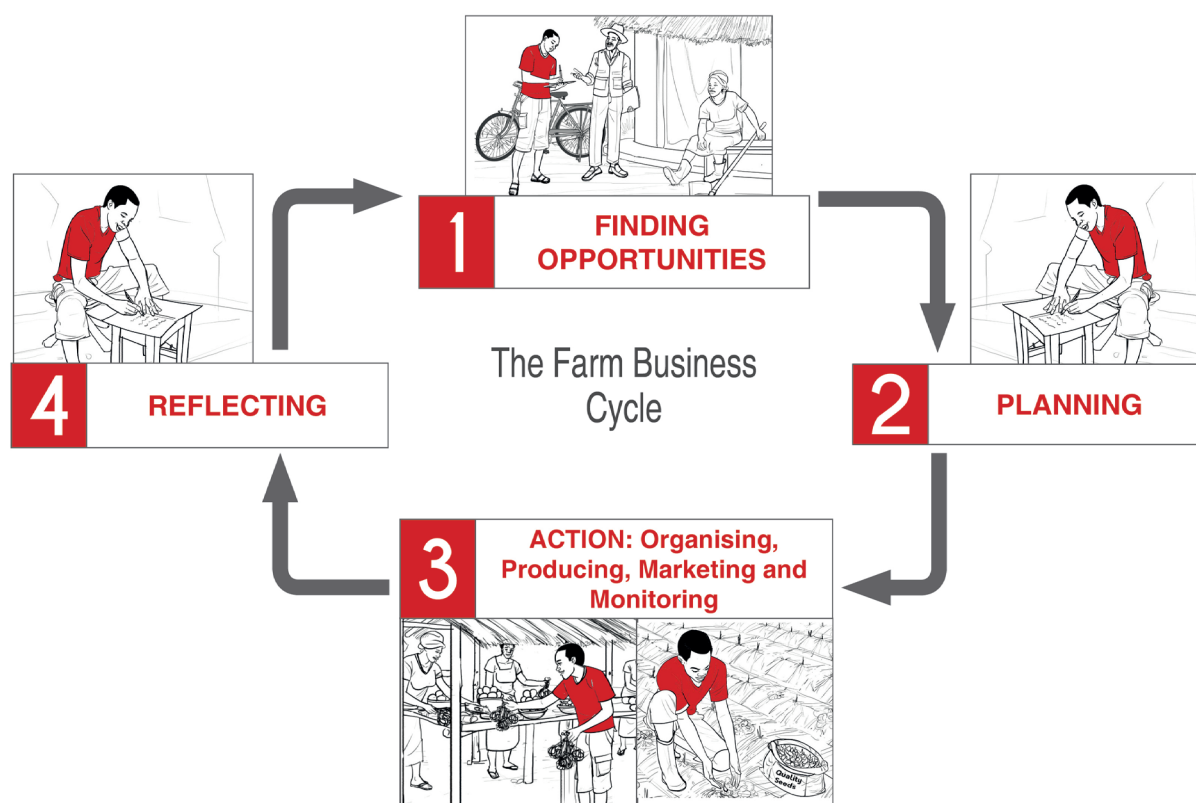 1
FINDING
OPPORTUNITIES
The Farm Business
Cycle
2
PLANNING
3
ACTION: Organising,
Producing, Marketing and
Monitoring
Quality
Seeds
4
REFLECTING